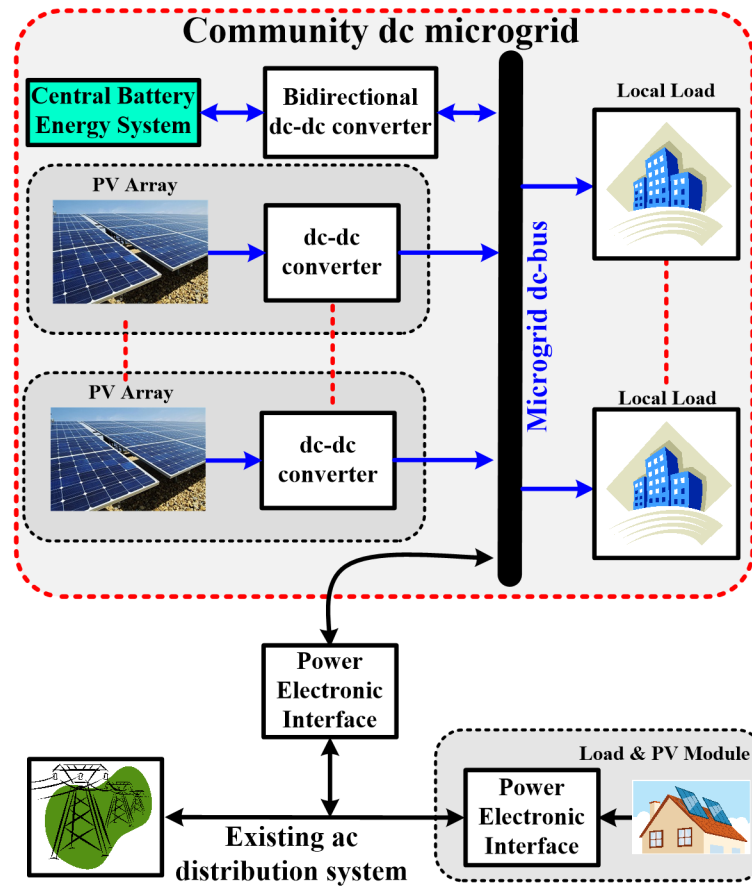 Community dc microgrid
Central Battery
Energy System
Bidirectional
dc-dc converter
Local Load
PV Array
dc-dc
converter
Microgrid dc-bus
PV Array
dc-dc
converter
Local Load
Power
Electronic
Interface
Load & PV Module
Power
Electronic
Interface
Existing ac
distribution system